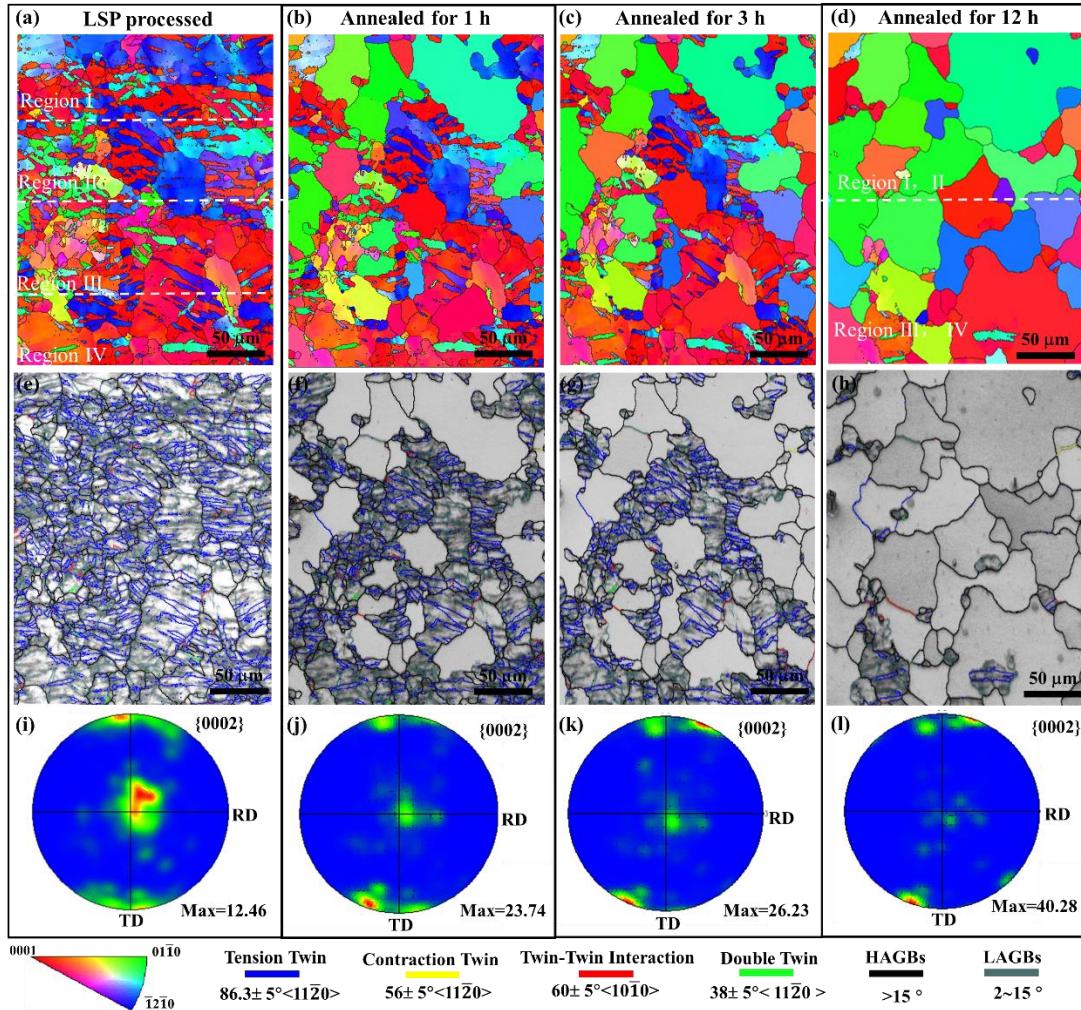 (a) LSP processed
(b) Annealed for 1 h
(c) Annealed for 3 h
(d) Annealed for 12 h
Region I
Region II
Region III
Region IV
50 μm
50 μm
50 μm
Region I, II
Region III, IV
50 μm
(e)
50 μm
(f)
50 μm
(g)
50 μm
(h)
50 μm
(i) {0002}
RD
TD
Max=12.46
(j) {0002}
RD
TD
Max=23.74
(k) {0002}
RD
TD
Max=26.23
(l) {0002}
RD
TD
Max=40.28
0001 011̄0
1̄21̄0
Tension Twin
86.3± 5°<112̄0>
Contraction Twin
56± 5°<112̄0>
Twin-Twin Interaction
60± 5°<101̄0>
Double Twin
38± 5°< 112̄0 >
HAGBs
>15 °
LAGBs
2~15 °